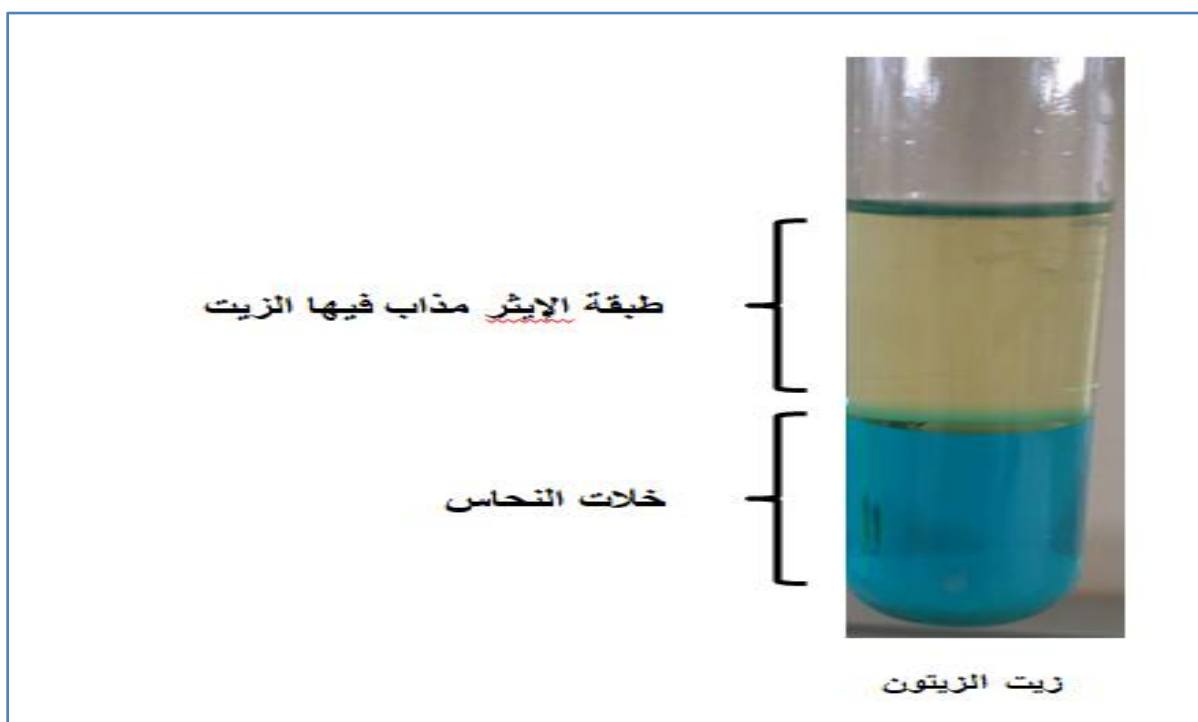 طبقة الإيثر مذاب فيها الزيت
خلات النحاس
زيت الزيتون